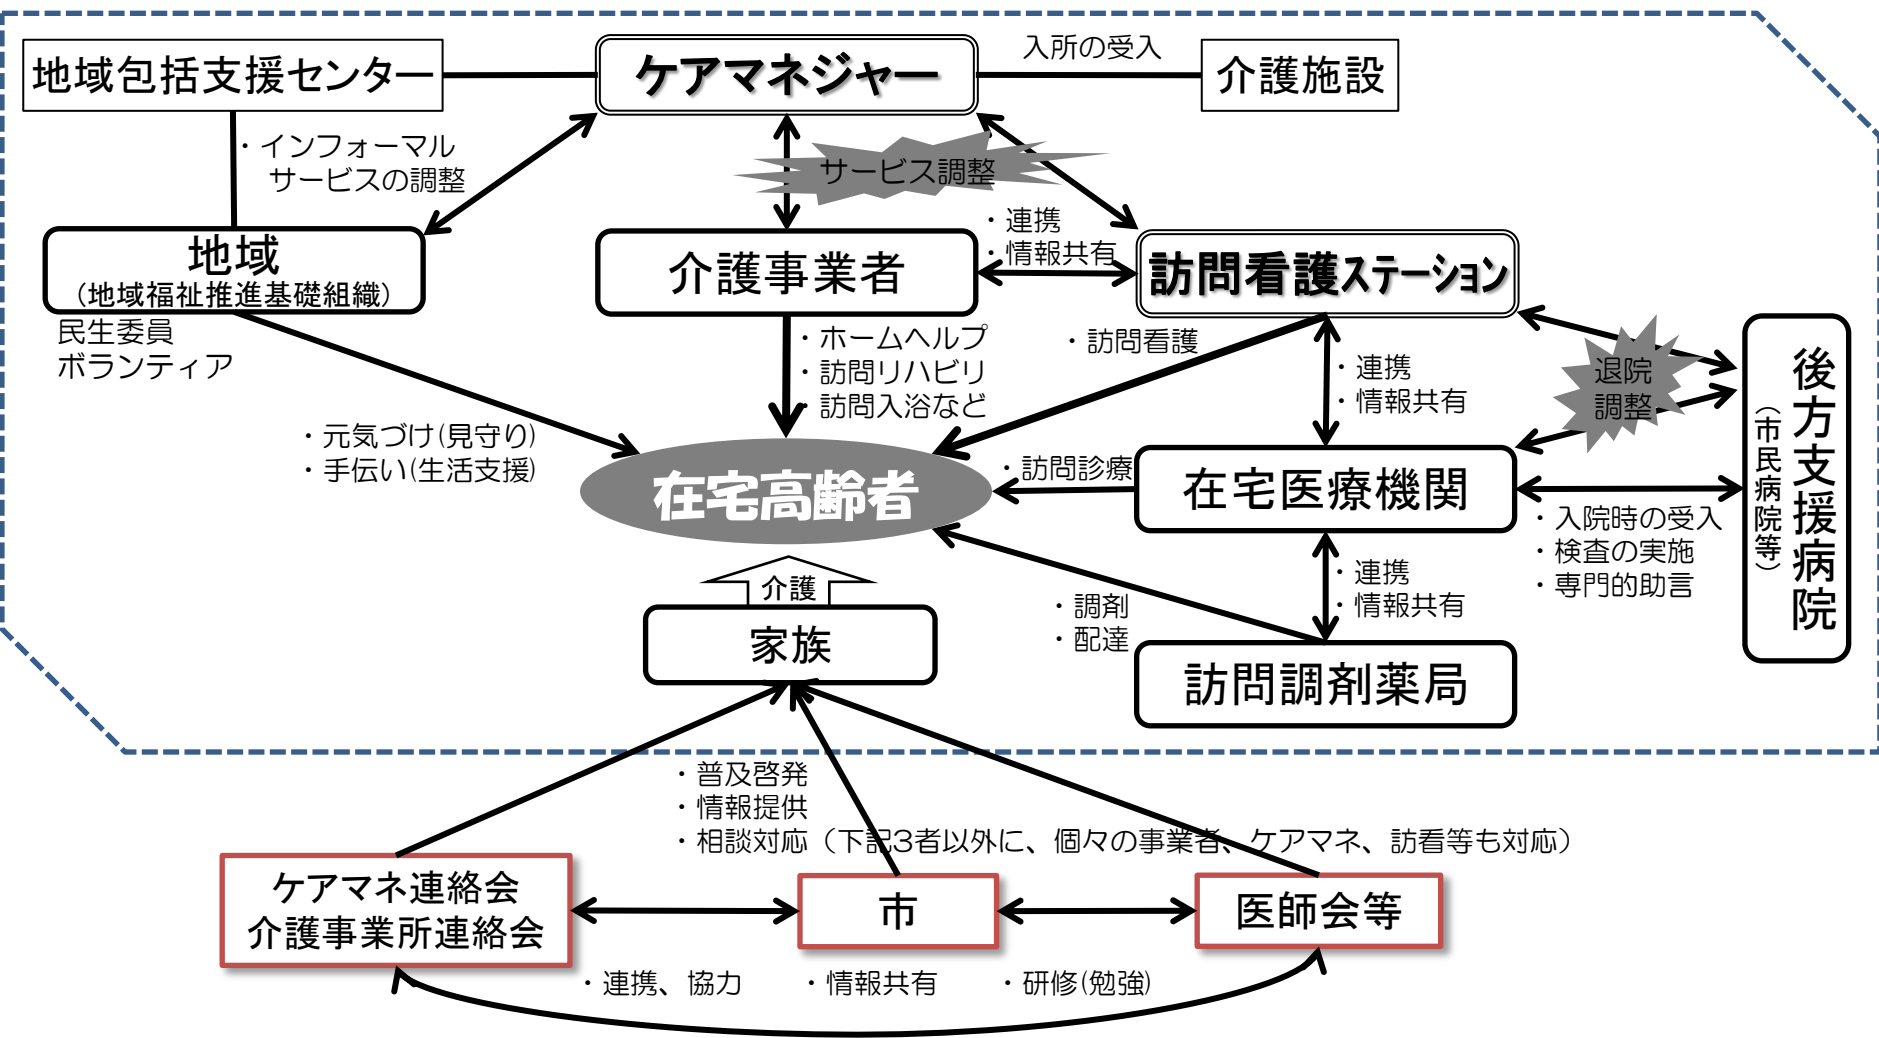 地域包括支援センター
ケアマネジャー
入所の受入
介護施設
・インフォーマル
サービスの調整
サービス調整
地域
（地域福祉推進基礎組織）
民生委員
ボランティア
介護事業者
・連携
・情報共有
訪問看護ステーション
・ホームヘルプ
・訪問リハビリ
・訪問入浴など
・訪問看護
・連携
・情報共有
退院
調整
後方支援病院
（市民病院等）
・元気づけ(見守り)
・手伝い(生活支援)
在宅高齢者
・訪問診療
在宅医療機関
・入院時の受入
・検査の実施
・専門的助言
介護
家族
・調剤
・配達
・連携
・情報共有
訪問調剤薬局
・普及啓発
・情報提供
・相談対応（下記3者以外に、個々の事業者、ケアマネ、訪看等も対応）
ケアマネ連絡会
介護事業所連絡会
市
医師会等
・連携、協力
・情報共有
・研修(勉強)